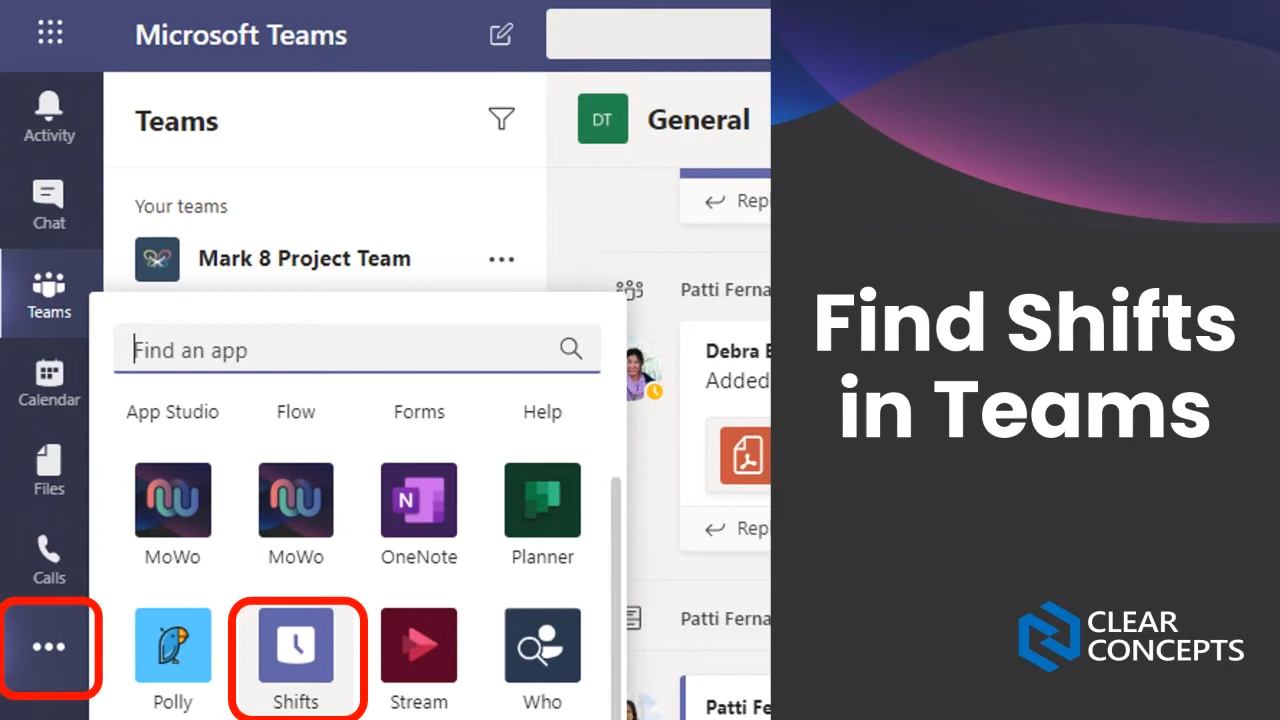 Microsoft Teams
Activity
Chat
Teams
Calendar
Files
Calls
Teams
Your teams
Mark 8 Project Team
Find an app
App Studio Flow Forms Help
MoWo MoWo OneNote Planner
Polly Shifts Stream Who
DT General
Repl
Patti Ferna
Debra B
Added
Repl
Patti Ferna
Patti Fe
N
Find Shifts
in Teams
CLEAR
CONCEPTS